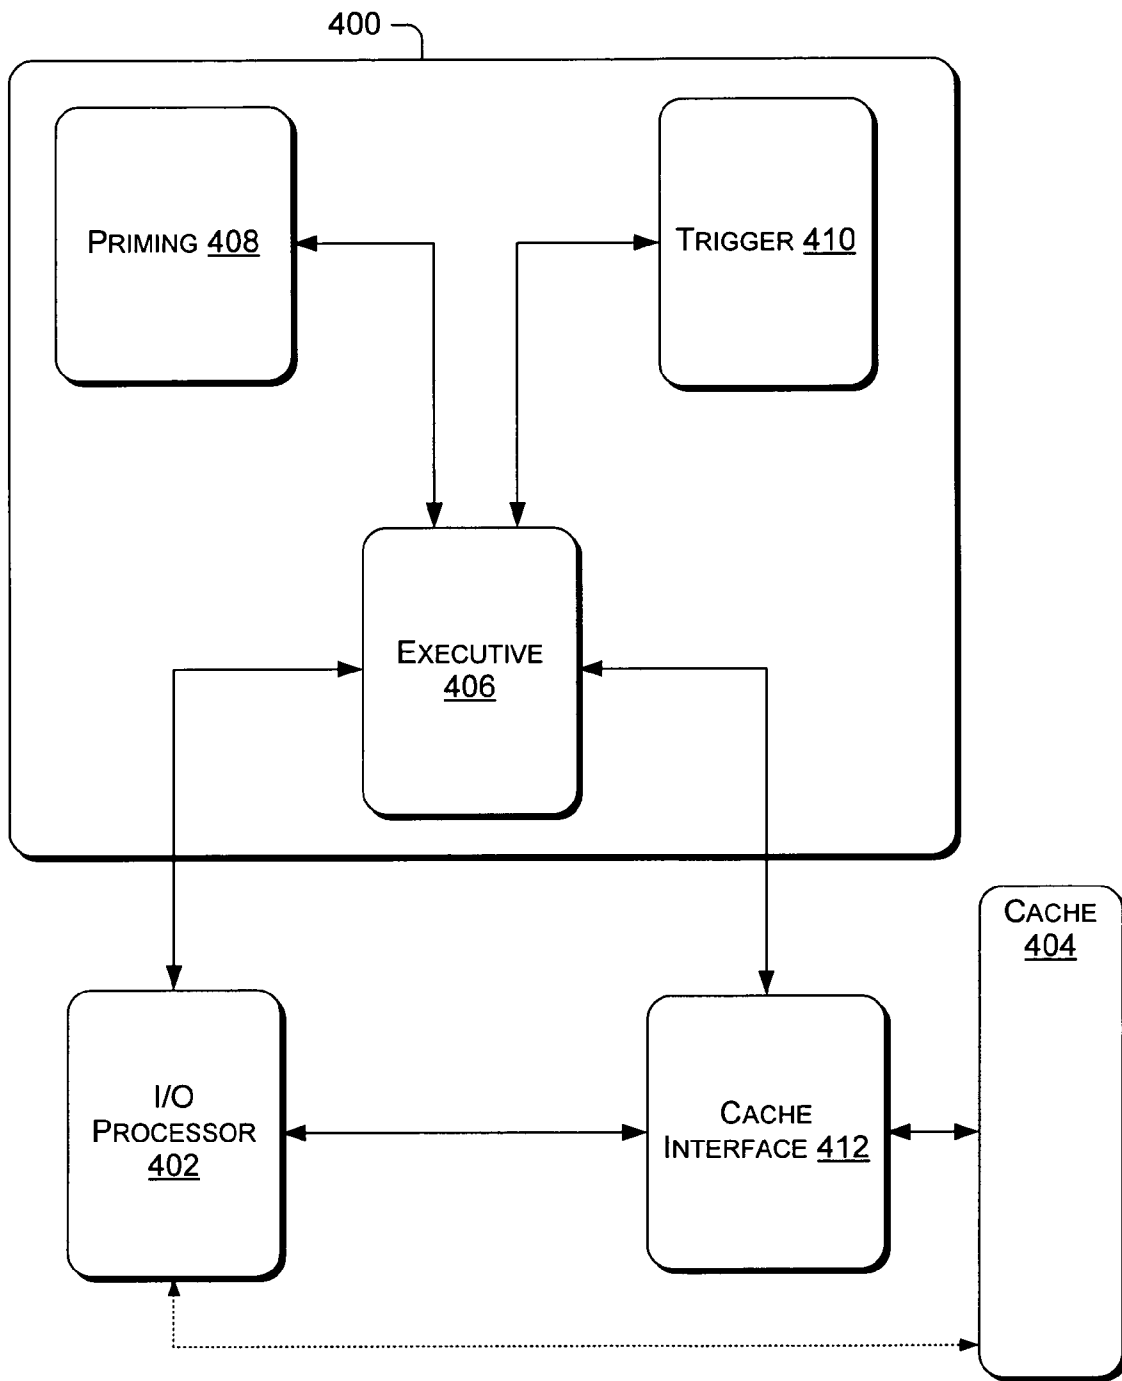 400
PRIMING 408
TRIGGER 410
EXECUTIVE
406
CACHE
404
I/O
PROCESSOR
402
CACHE
INTERFACE 412